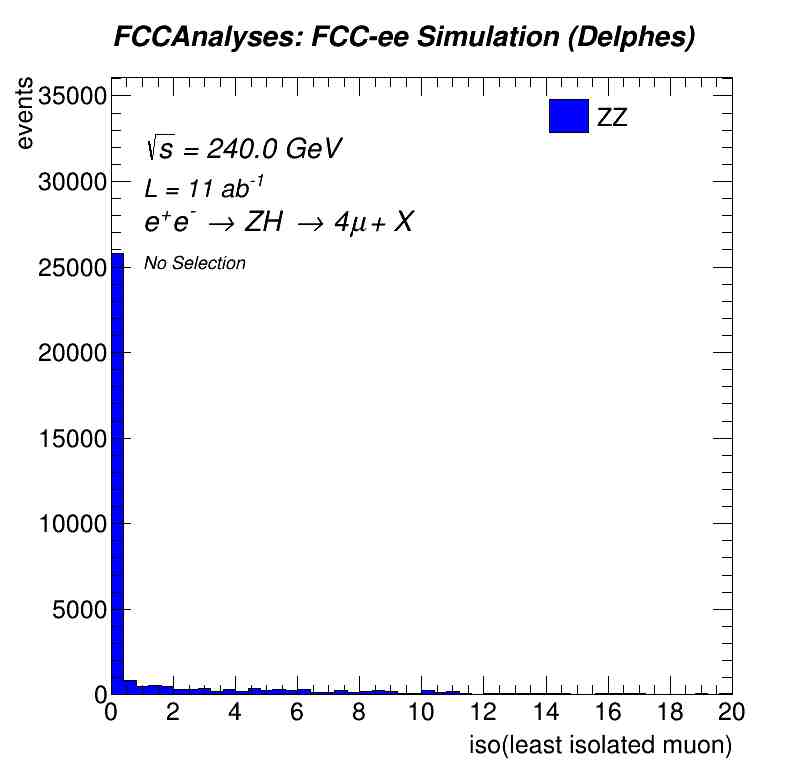 FCCAnalyses: FCC-ee Simulation (Delphes)
events
35000
30000
25000
20000
15000
10000
5000
0
ZZ
√s = 240.0 GeV
L = 11 ab⁻¹
e⁺e⁻ → ZH → 4μ + X
No Selection
0 2 4 6 8 10 12 14 16 18 20
iso(least isolated muon)